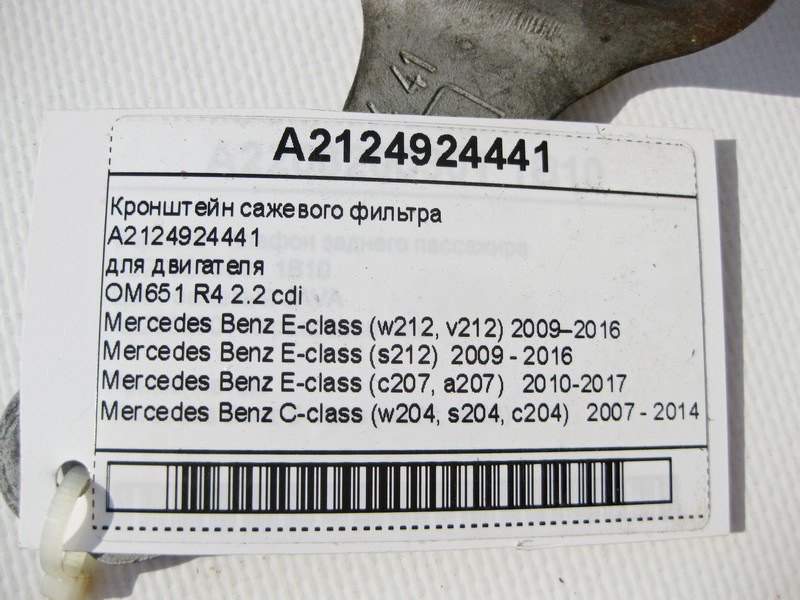 41
A2124924441
Кронштейн сажевого фильтра
A2124924441
для двигателя
OM651 R4 2.2 cdi
Mercedes Benz E-class (w212, v212) 2009–2016
Mercedes Benz E-class (s212) 2009 - 2016
Mercedes Benz E-class (c207, a207) 2010-2017
Mercedes Benz C-class (w204, s204, c204) 2007 - 2014